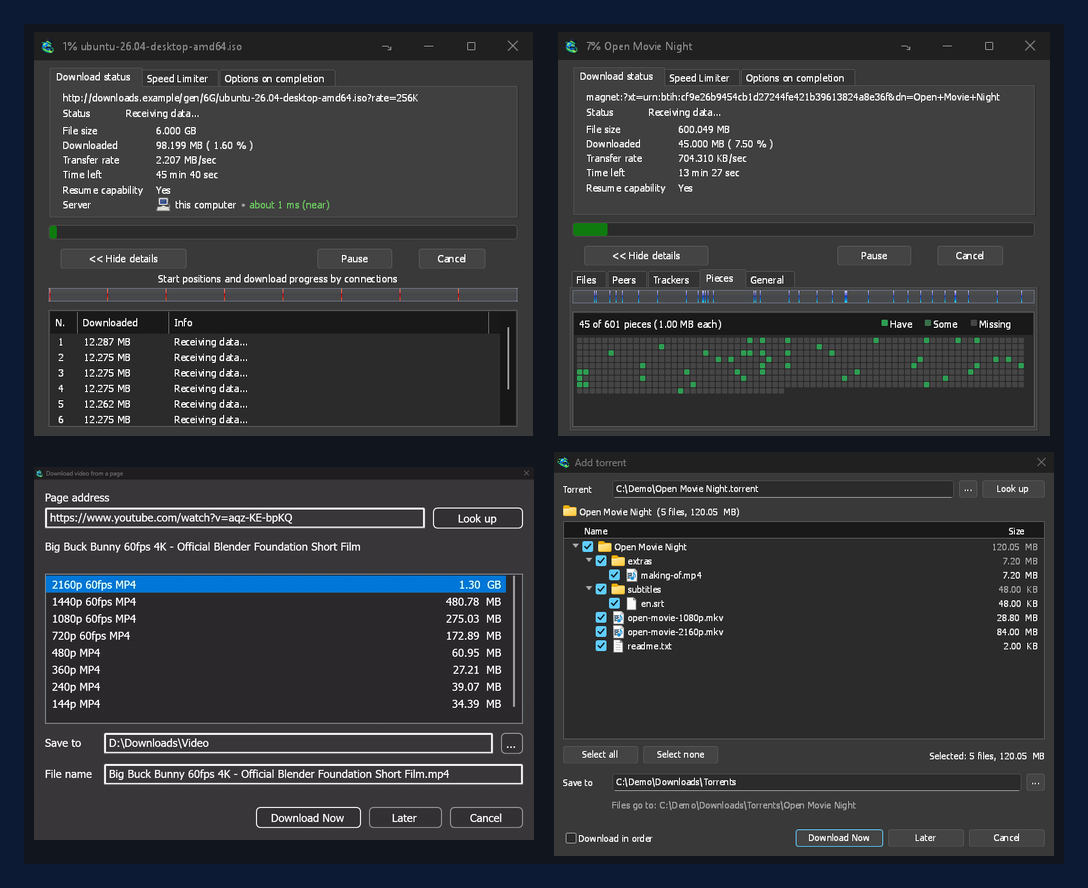 1% ubuntu-26.04-desktop-amd64.iso
Download status Speed Limiter Options on completion
http://downloads.example/gen/6G/ubuntu-26.04-desktop-amd64.iso?rate=256K
Status Receiving data...
File size 6.000 GB
Downloaded 98.199 MB ( 1.60 % )
Transfer rate 2.207 MB/sec
Time left 45 min 40 sec
Resume capability Yes
Server this computer • about 1 ms (near)
<< Hide details Pause Cancel
Start positions and download progress by connections
N. Downloaded Info
1 12.287 MB Receiving data...
2 12.275 MB Receiving data...
3 12.275 MB Receiving data...
4 12.275 MB Receiving data...
5 12.262 MB Receiving data...
6 12.275 MB Receiving data...
7% Open Movie Night
Download status Speed Limiter Options on completion
magnet:?xt=urn:btih:cf9e26b9454cb1d27244fe421b39613824a8e36f&dn=Open+Movie+Night
Status Receiving data...
File size 600.049 MB
Downloaded 45.000 MB ( 7.50 % )
Transfer rate 704.310 KB/sec
Time left 13 min 27 sec
Resume capability Yes
<< Hide details Pause Cancel
Files Peers Trackers Pieces General
45 of 601 pieces (1.00 MB each) Have Some Missing
Download video from a page
Page address
https://www.youtube.com/watch?v=aqz-KE-bpKQ Look up
Big Buck Bunny 60fps 4K - Official Blender Foundation Short Film
2160p 60fps MP4 1.30 GB
1440p 60fps MP4 480.78 MB
1080p 60fps MP4 275.03 MB
720p 60fps MP4 172.89 MB
480p MP4 60.95 MB
360p MP4 27.21 MB
240p MP4 39.07 MB
144p MP4 34.39 MB
Save to D:\Downloads\Video ...
File name Big Buck Bunny 60fps 4K - Official Blender Foundation Short Film.mp4
Download Now Later Cancel
Add torrent
Torrent C:\Demo\Open Movie Night.torrent ... Look up
Open Movie Night (5 files, 120.05 MB)
Name Size
Open Movie Night 120.05 MB
extras 7.20 MB
making-of.mp4 7.20 MB
subtitles 48.00 KB
en.srt 48.00 KB
open-movie-1080p.mkv 28.80 MB
open-movie-2160p.mkv 84.00 MB
readme.txt 2.00 KB
Select all Select none Selected: 5 files, 120.05 MB
Save to C:\Demo\Downloads\Torrents ...
Files go to: C:\Demo\Downloads\Torrents\Open Movie Night
Download in order Download Now Later Cancel